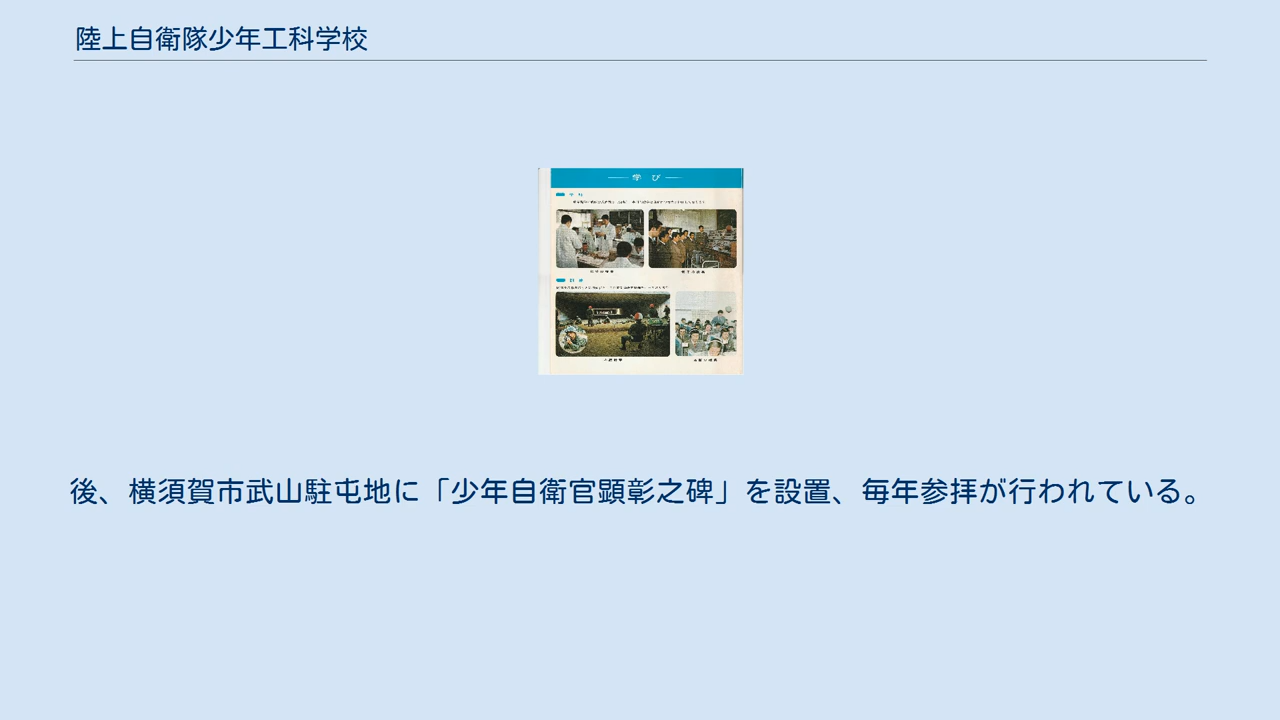 陸上自衛隊少年工科学校
学び
後、横須賀市武山駐屯地に「少年自衛官顕彰之碑」を設置、毎年参拝が行われている。